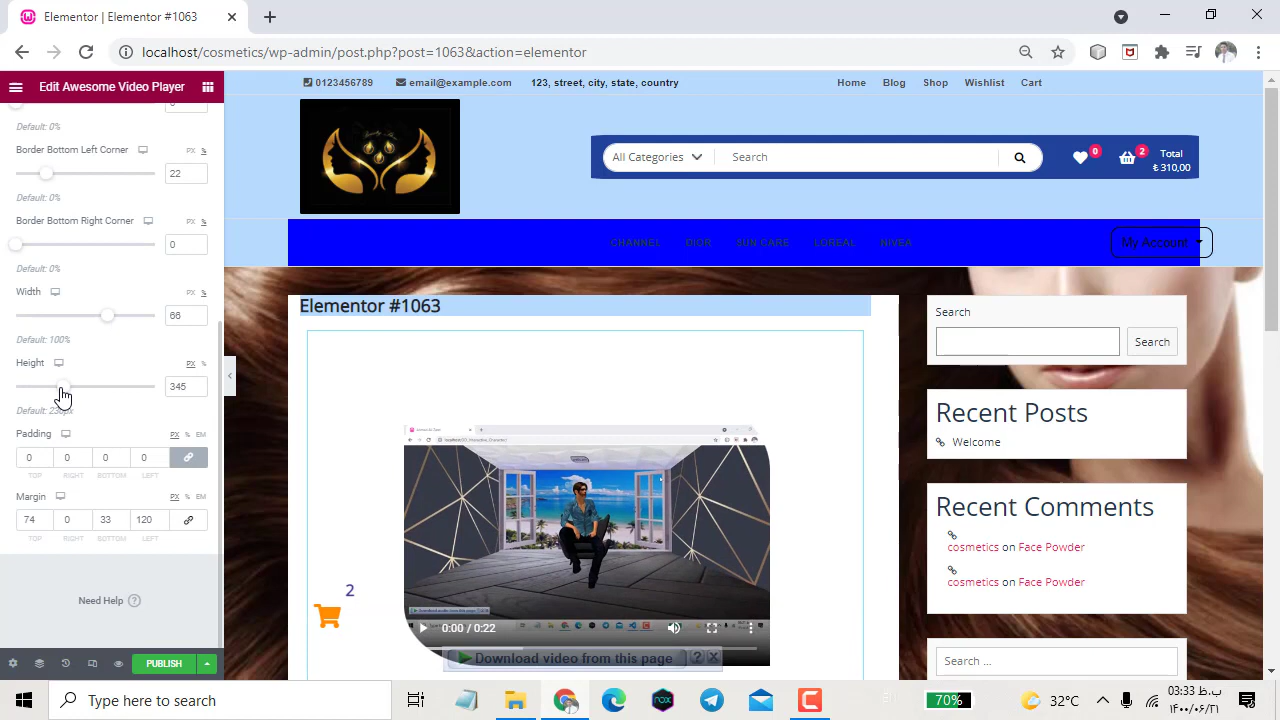 Elementor | Elementor #1063
localhost/cosmetics/wp-admin/post.php?post=1063&action=elementor
Edit Awesome Video Player
Default: 0%
Border Bottom Left Corner
PX %
22
Default: 0%
Border Bottom Right Corner
PX %
0
Default: 0%
Width
PX %
66
Default: 100%
Height
PX %
345
Padding
PX % EM
0 0 0 0
TOP RIGHT BOTTOM LEFT
Margin
PX % EM
74 0 33 120
TOP RIGHT BOTTOM LEFT
Need Help ?
PUBLISH
0123456789 email@example.com 123, street, city, state, country
Home Blog Shop Wishlist Cart
All Categories Search
0 2
Total
₺ 310,00
CHANNEL DIOR SUN CARE LOREAL NIVEA
My Account
Elementor #1063
2
0:00 / 0:22
Download video from this page ? X
Search
Search
Recent Posts
Welcome
Recent Comments
cosmetics on Face Powder
cosmetics on Face Powder
Search …
Type here to search
70%
32°C
03:33 ب.ظ
۱۴۰۰/۰۶/۲۱